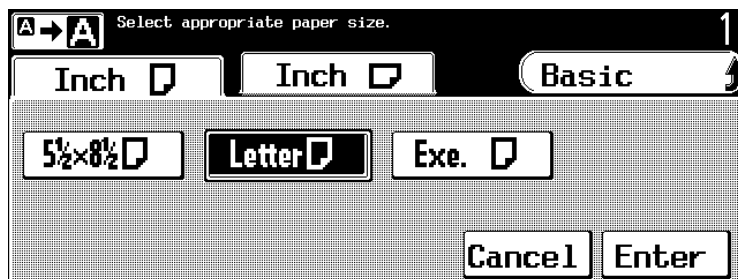 A→A Select appropriate paper size. 1
Inch Inch Basic
5½×8½ Letter Exe.
Cancel Enter